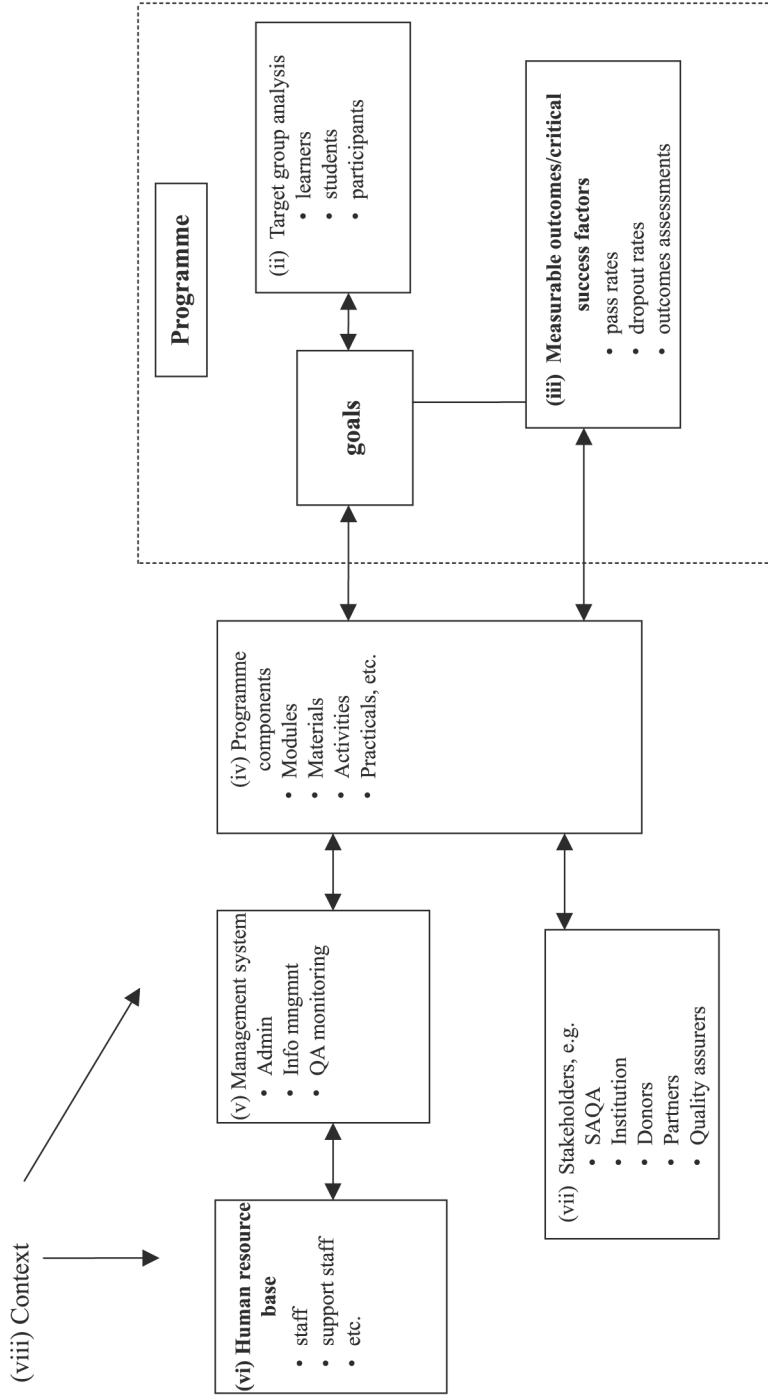 (viii) Context
(vi) Human resource
base
• staff
• support staff
• etc.
(v) Management system
• Admin
• Info mngmnt
• QA monitoring
(vii) Stakeholders, e.g.
• SAQA
• Institution
• Donors
• Partners
• Quality assurers
(iv) Programme
components
• Modules
• Materials
• Activities
• Practicals, etc.
Programme
goals
(ii) Target group analysis
• learners
• students
• participants
(iii) Measurable outcomes/critical
success factors
• pass rates
• dropout rates
• outcomes assessments